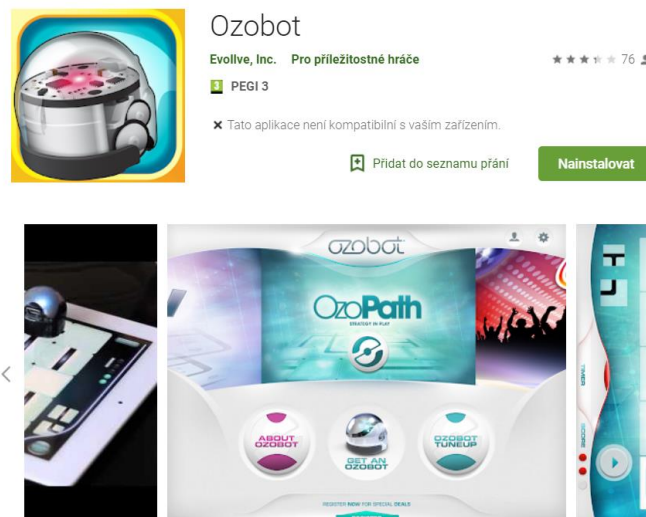 Ozobot
Evollve, Inc. Pro příležitostné hráče 76
3 PEGI 3
Tato aplikace není kompatibilní s vaším zařízením.
Přidat do seznamu přání Nainstalovat
ozobot
OzoPath
STRATEGY IN PLAY
ABOUT OZOBOT
GET AN OZOBOT
OZOBOT TUNEUP
REGISTER NOW FOR SPECIAL DEALS
TIMER
SCORE